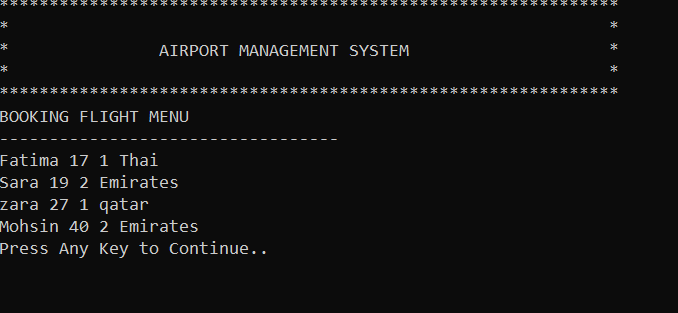 **************************************************************
*                                                            *
*               AIRPORT MANAGEMENT SYSTEM                    *
*                                                            *
**************************************************************
BOOKING FLIGHT MENU
----------------------------------
Fatima 17 1 Thai
Sara 19 2 Emirates
zara 27 1 qatar
Mohsin 40 2 Emirates
Press Any Key to Continue..